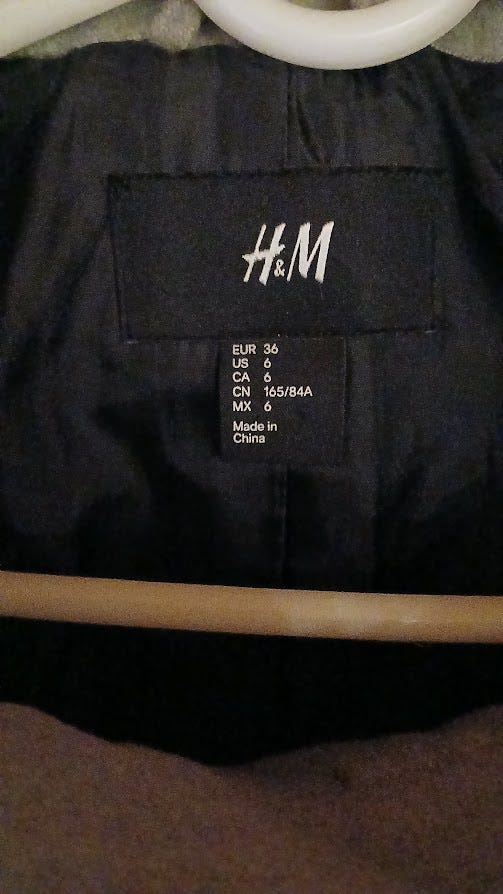 H&M
EUR 36
US 6
CA 6
CN 165/84A
MX 6
Made in
China